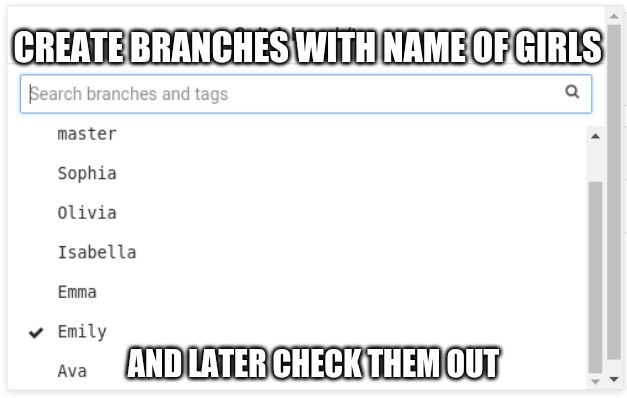 CREATE BRANCHES WITH NAME OF GIRLS
Search branches and tags
master
Sophia
Olivia
Isabella
Emma
Emily
Ava
AND LATER CHECK THEM OUT